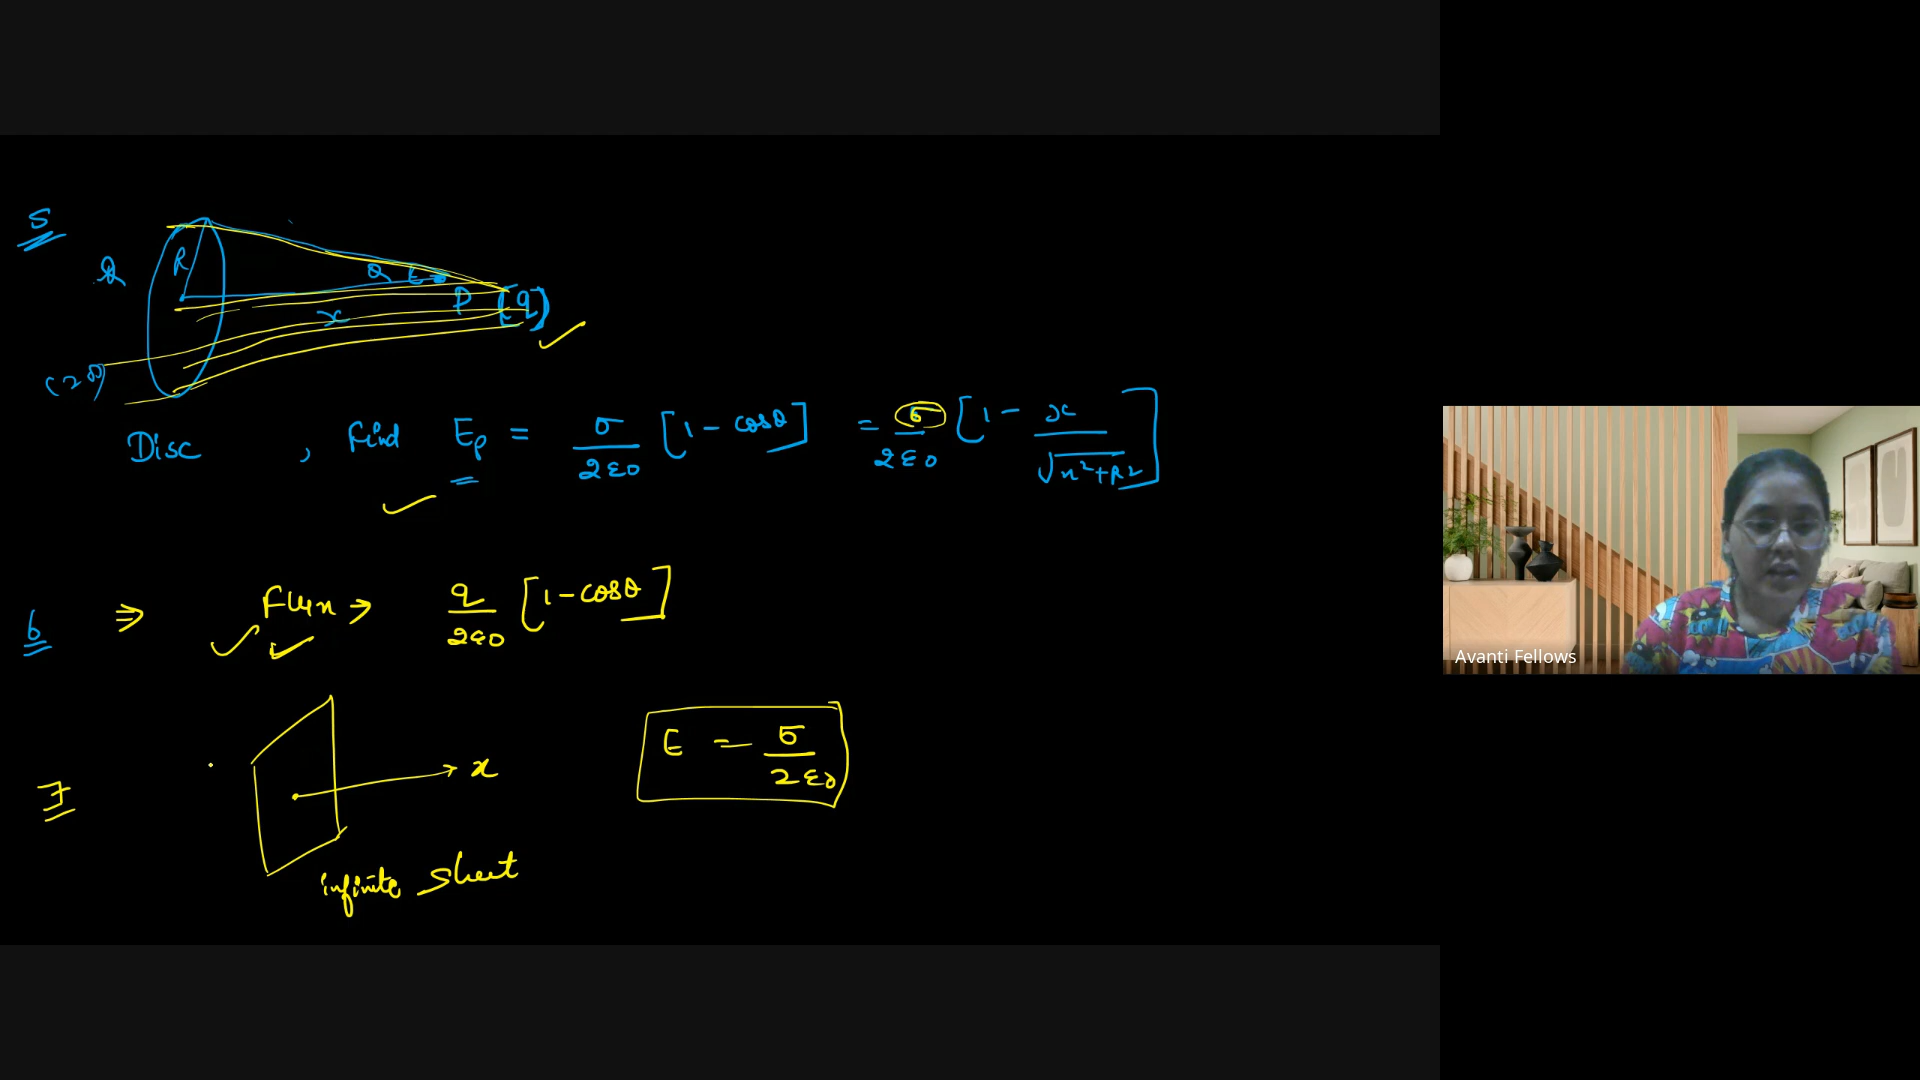 5
R
θ E
P (q)
x
Disc , Find Ep = σ/2ε0 [1 - cosθ] = σ/2ε0 [1 - x/√x²+R²]
6 ⇒ Flux → q/2ε0 [1-cosθ]
7 x E = σ/2ε0
infinite sheet
Avanti Fellows